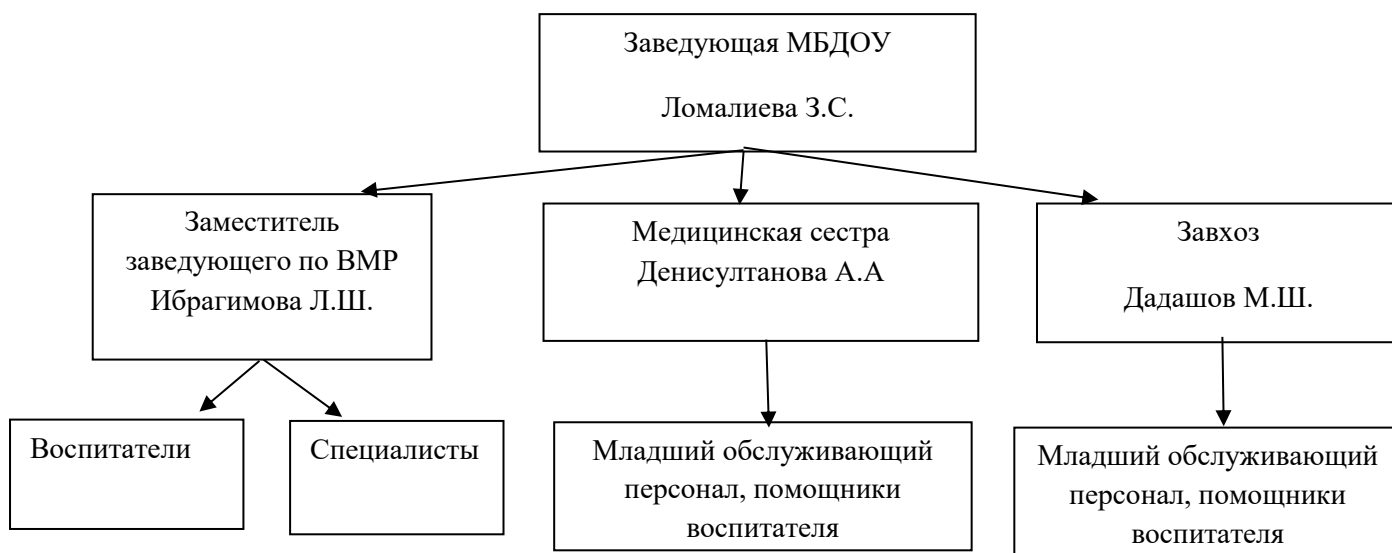 Заведующая МБДОУ
Ломалиева З.С.
Заместитель
заведующего по ВМР
Ибрагимова Л.Ш.
Медицинская сестра
Денисултанова А.А
Завхоз
Дадашов М.Ш.
Воспитатели
Специалисты
Младший обслуживающий
персонал, помощники
воспитателя
Младший обслуживающий
персонал, помощники
воспитателя